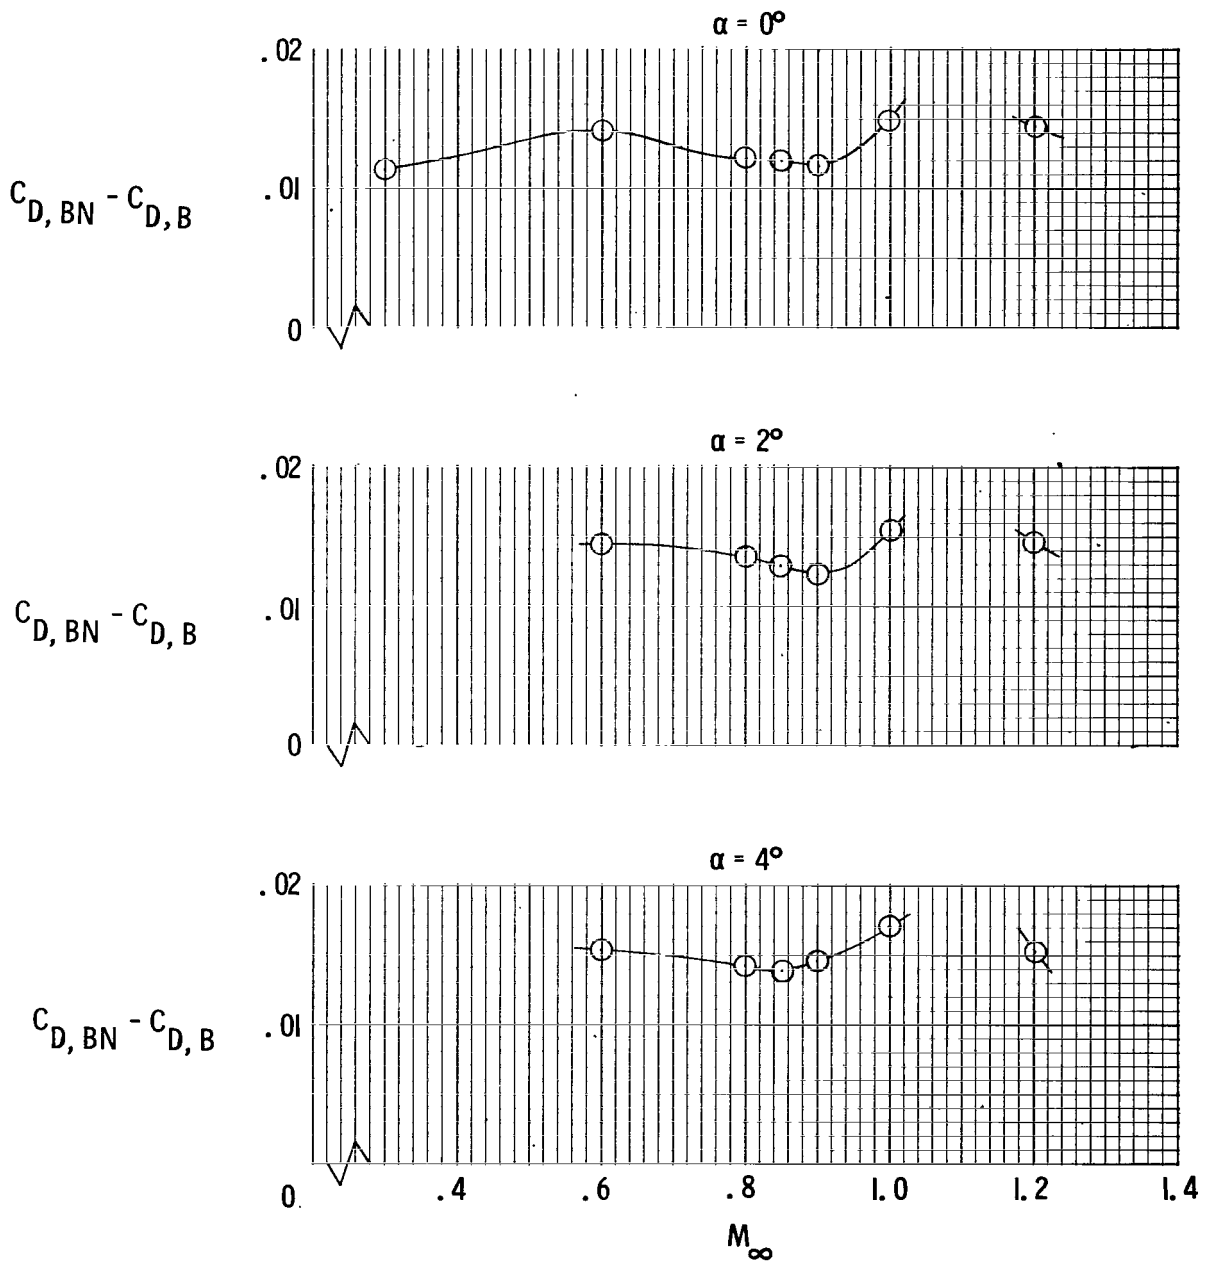 α = 0°
.02
C_D, BN - C_D, B
.01
0
α = 2°
.02
C_D, BN - C_D, B
.01
0
α = 4°
.02
C_D, BN - C_D, B
.01
0 .4 .6 .8 1.0 1.2 1.4
M_∞